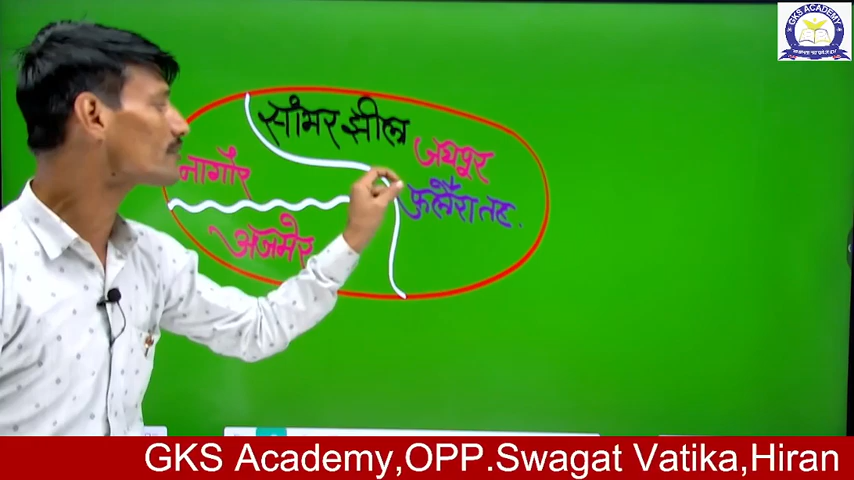 GKS ACADEMY
सांभर झील
जयपुर
नागौर
फुलेरा तह.
अजमेर
GKS Academy,OPP.Swagat Vatika,Hiran